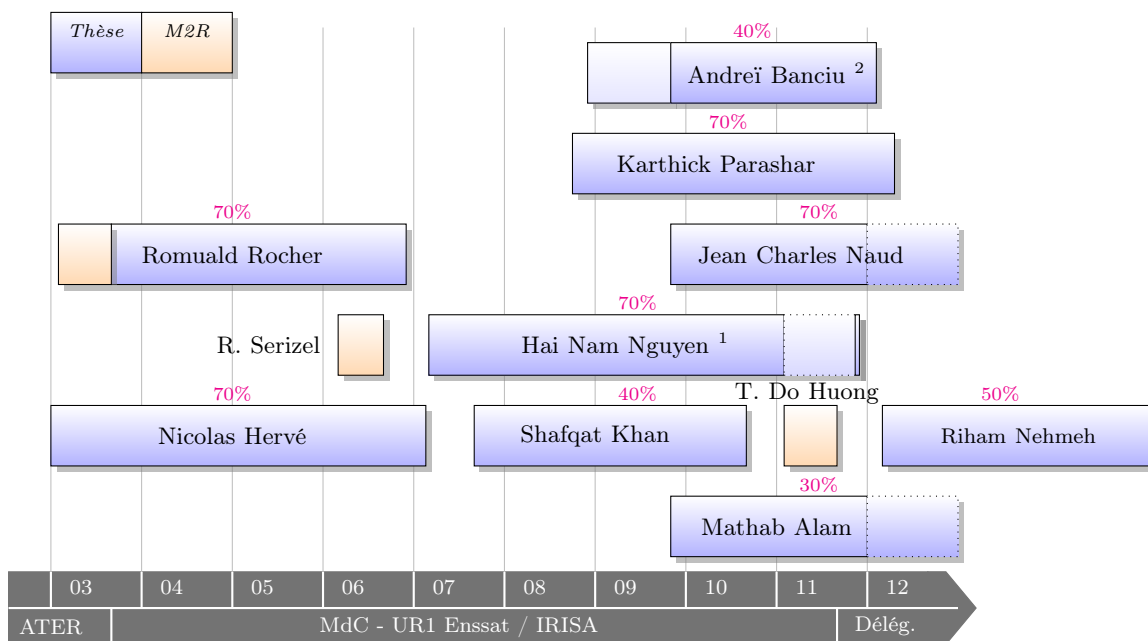 Thèse M2R
40%
Andreï Banciu ²
70%
Karthick Parashar
70% 70%
Romuald Rocher Jean Charles Naud
70%
R. Serizel Hai Nam Nguyen ¹
T. Do Huong
70% 40% 50%
Nicolas Hervé Shafqat Khan Riham Nehmeh
30%
Mathab Alam
03 04 05 06 07 08 09 10 11 12
ATER MdC - UR1 Enssat / IRISA Délég.